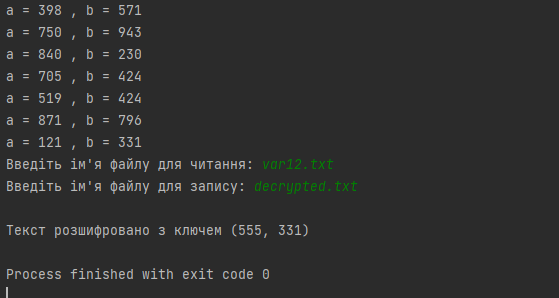 a = 398 , b = 571
a = 750 , b = 943
a = 840 , b = 230
a = 705 , b = 424
a = 519 , b = 424
a = 871 , b = 796
a = 121 , b = 331
Введіть ім'я файлу для читання: var12.txt
Введіть ім'я файлу для запису: decrypted.txt
Текст розшифровано з ключем (555, 331)
Process finished with exit code 0